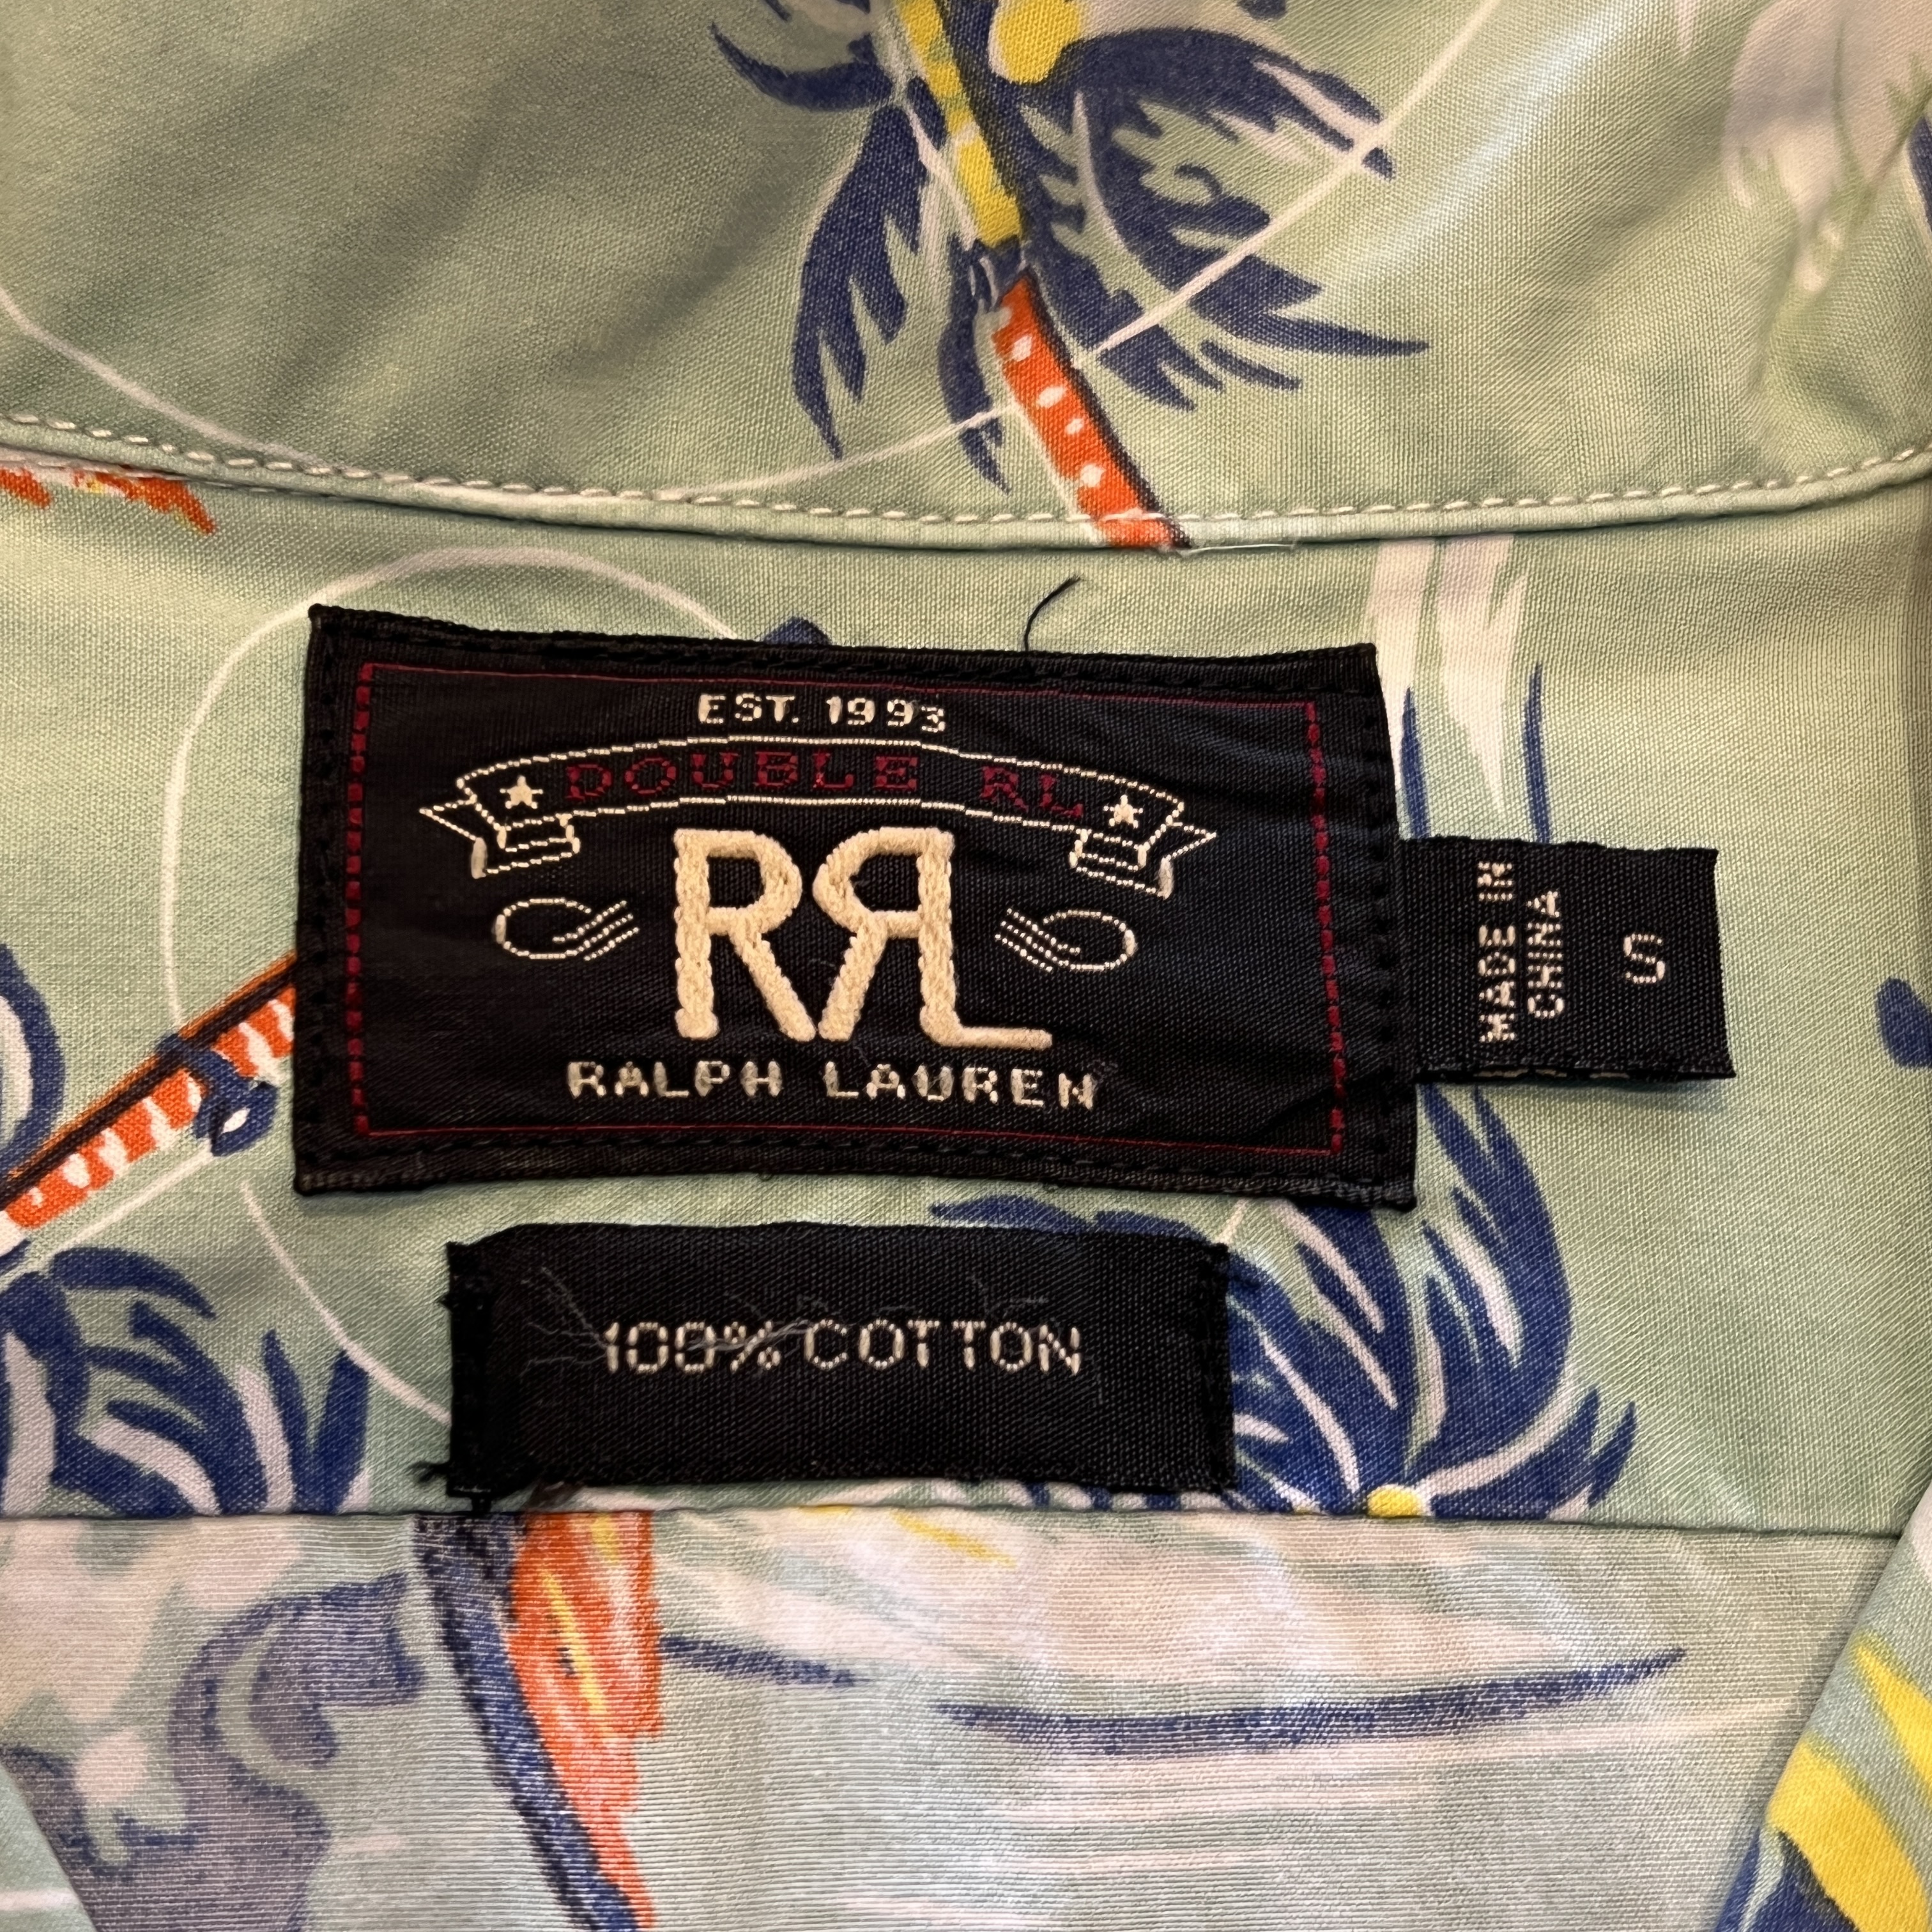 EST. 1993
DOUBLE RL
RRL
RALPH LAUREN
MADE IN
CHINA
S
100% COTTON